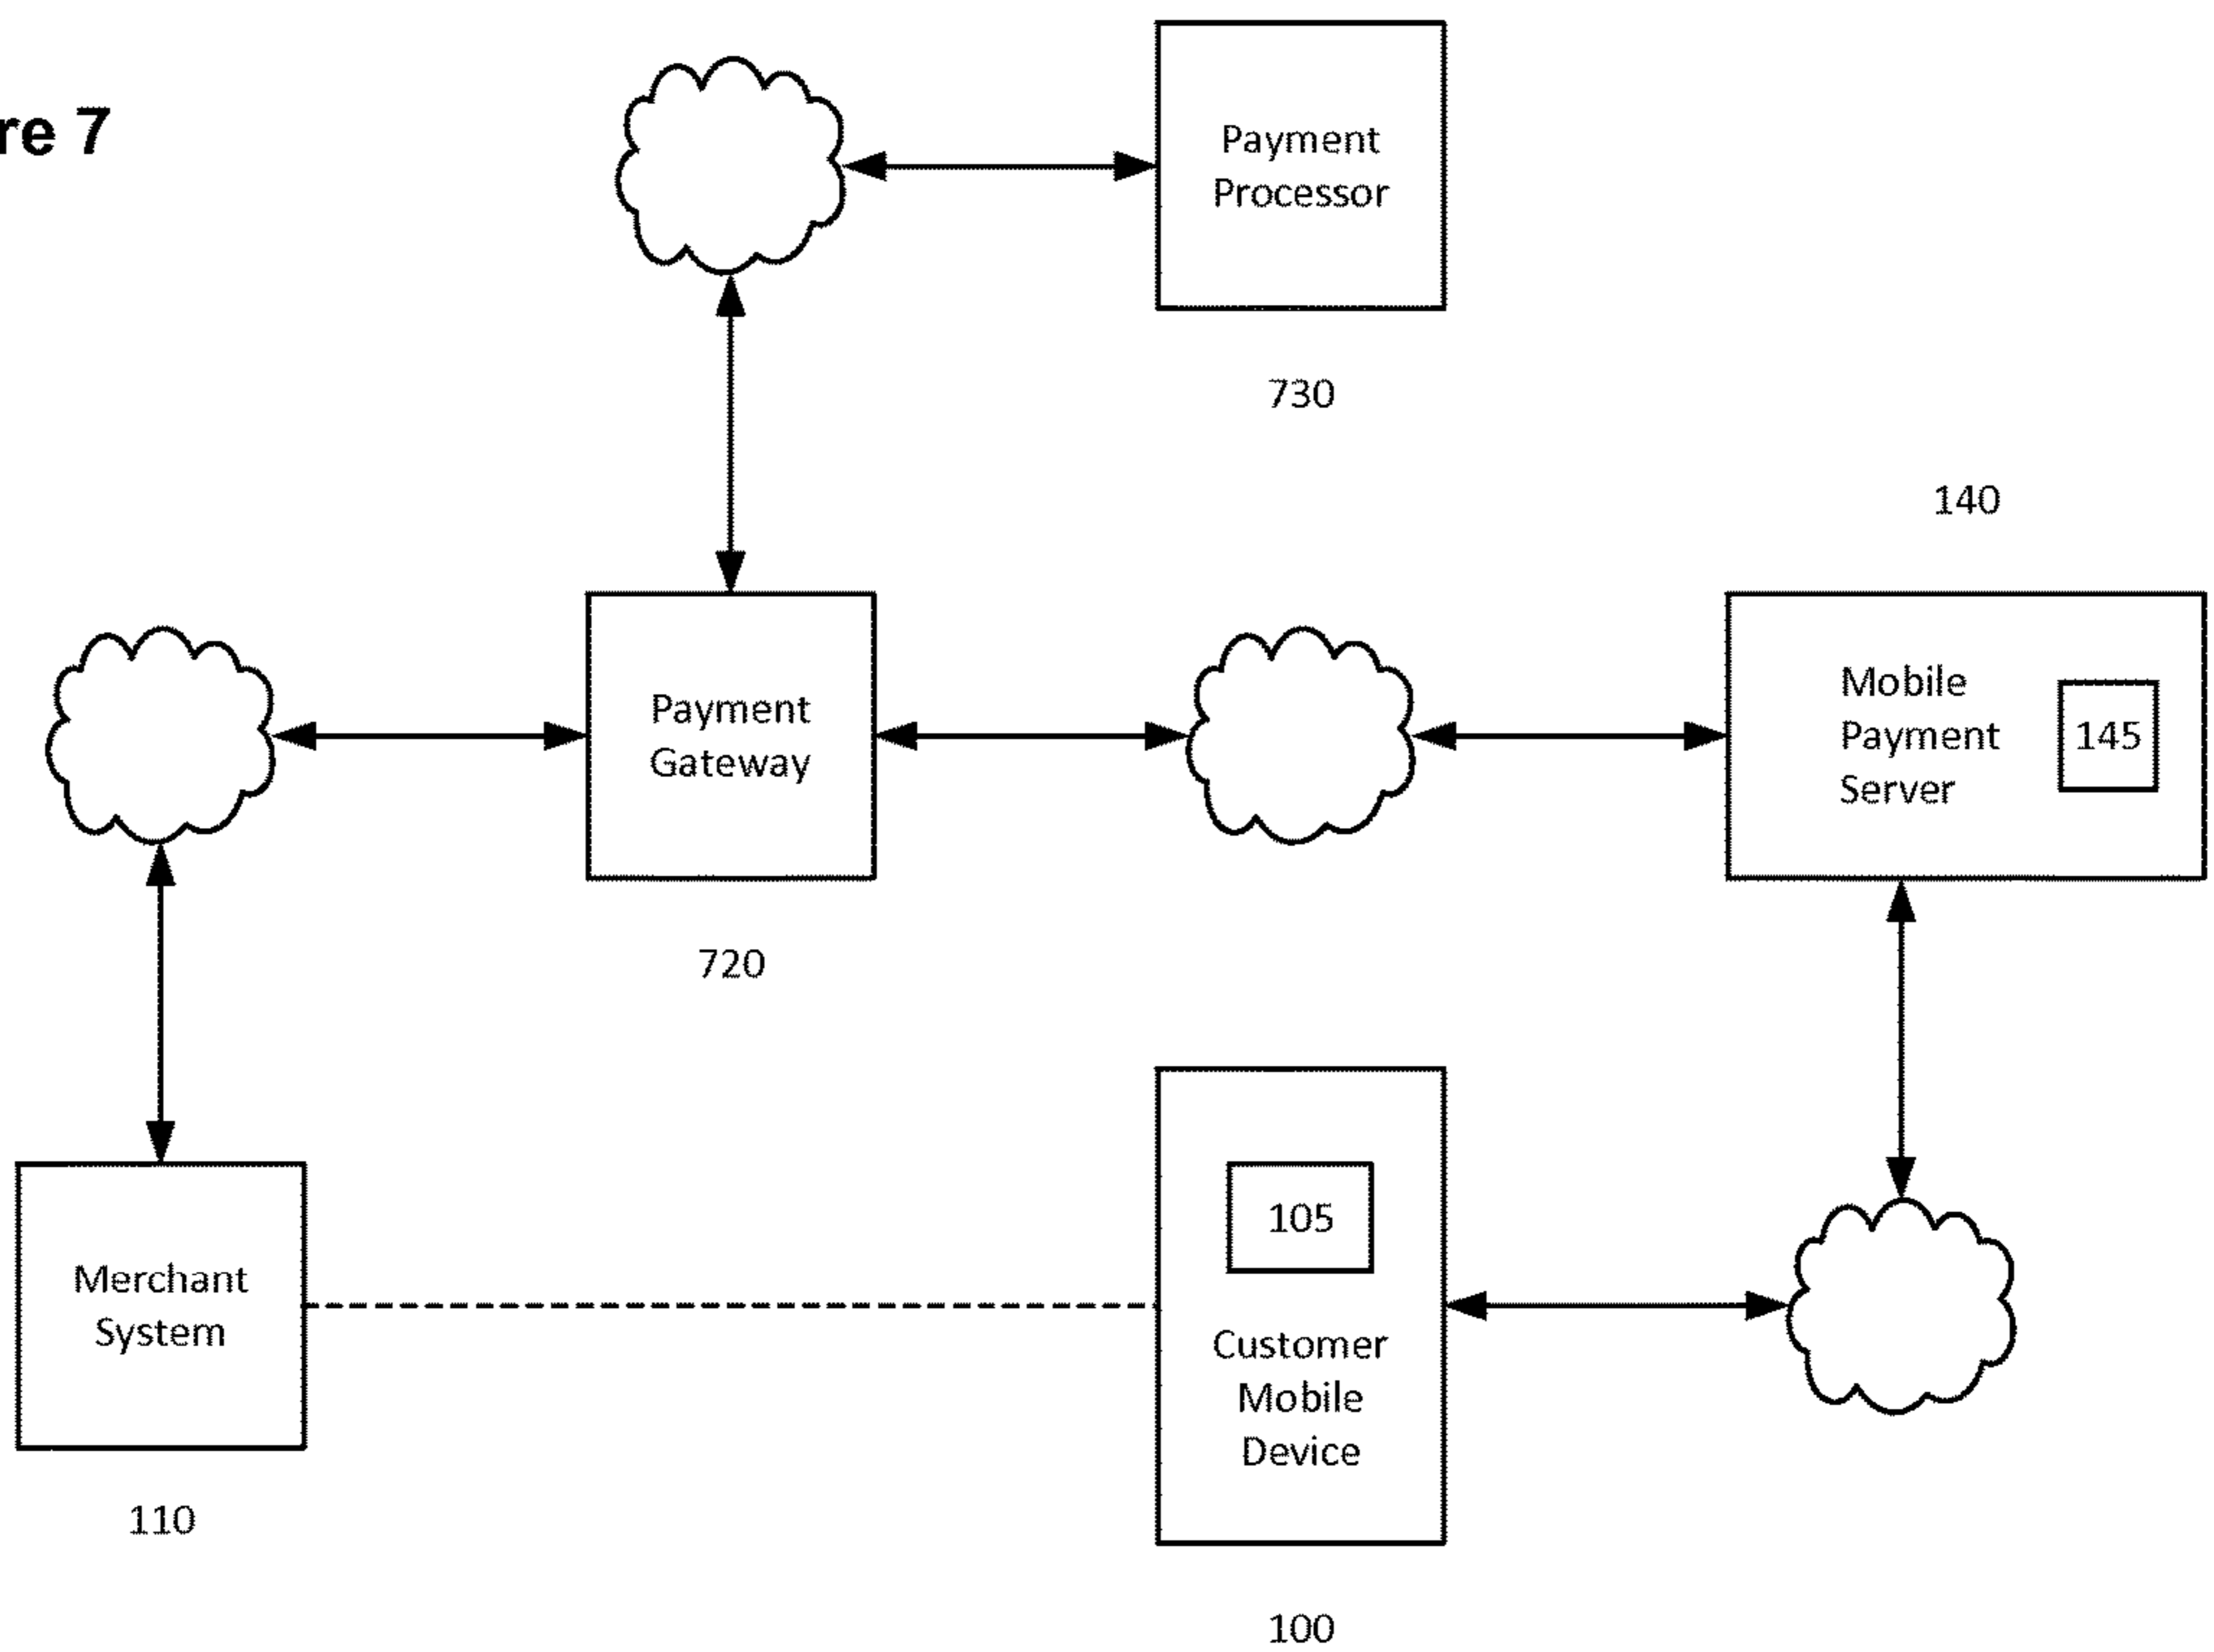 re 7
Payment
Processor
730
140
Payment
Gateway
720
Mobile
Payment
Server
145
105
Customer
Mobile
Device
100
Merchant
System
110